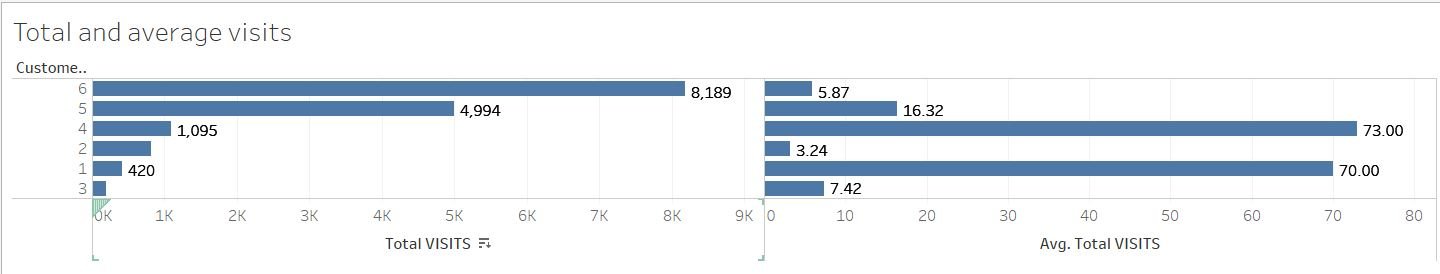 Total and average visits
Custome..
6 8,189 5.87
5 4,994 16.32
4 1,095 73.00
2 3.24
1 420 70.00
3 7.42
0K 1K 2K 3K 4K 5K 6K 7K 8K 9K 0 10 20 30 40 50 60 70 80
Total VISITS Avg. Total VISITS